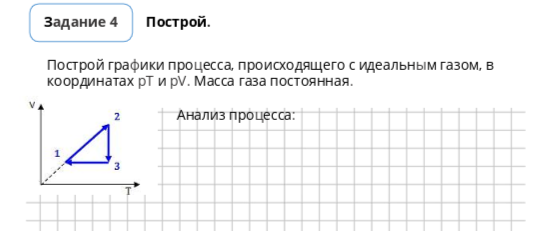 Задание 4 Построй.
Построй графики процесса, происходящего с идеальным газом, в
координатах pT и pV. Масса газа постоянная.
V
2
Анализ процесса:
1
3
T